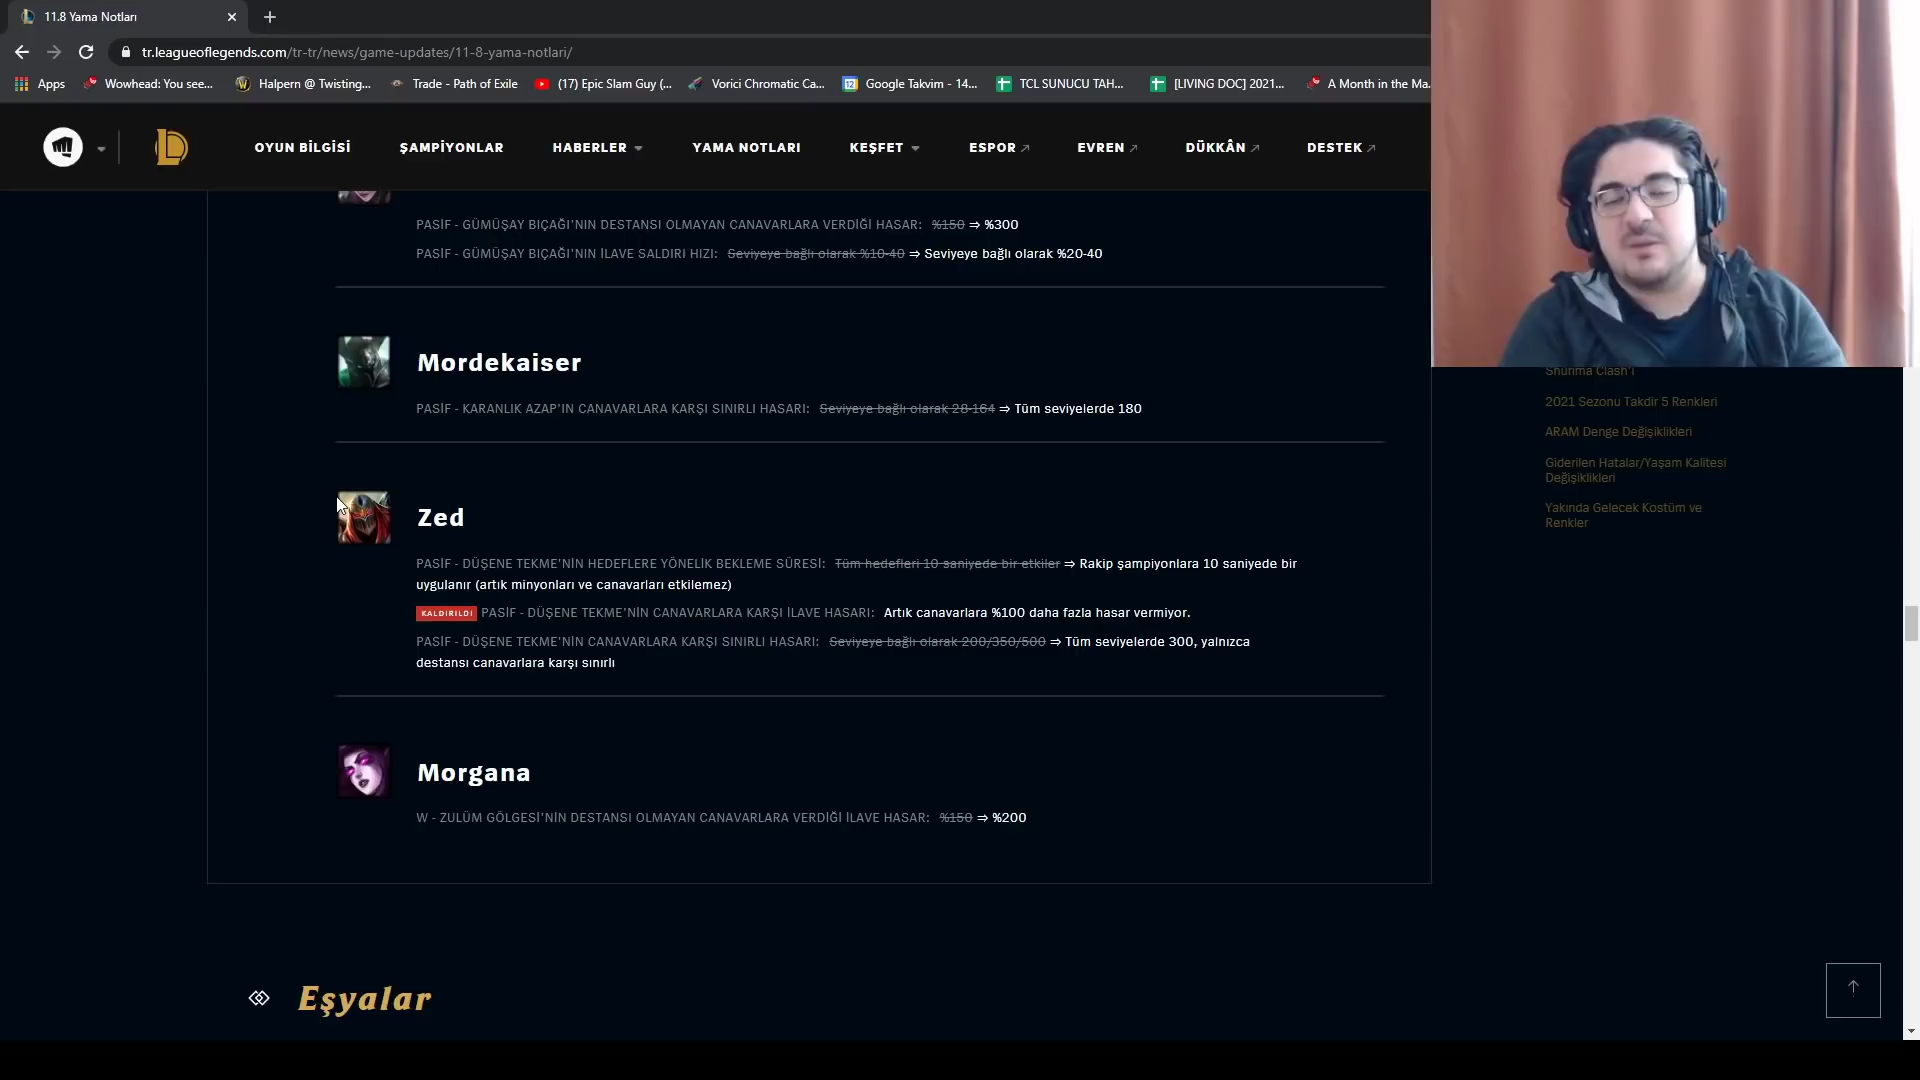 11.8 Yama Notları
tr.leagueoflegends.com/tr-tr/news/game-updates/11-8-yama-notlari/
Apps
Wowhead: You see...
Halpern @ Twisting...
Trade - Path of Exile
(17) Epic Slam Guy (...
Vorici Chromatic Ca...
Google Takvim - 14...
TCL SUNUCU TAH...
[LIVING DOC] 2021...
A Month in the Ma...
OYUN BİLGİSİ
ŞAMPİYONLAR
HABERLER
YAMA NOTLARI
KEŞFET
ESPOR
EVREN
DÜKKÂN
DESTEK
PASİF - GÜMÜŞAY BIÇAĞI'NIN DESTANSI OLMAYAN CANAVARLARA VERDİĞİ HASAR: %150 ⇒ %300
PASİF - GÜMÜŞAY BIÇAĞI'NIN İLAVE SALDIRI HIZI: Seviyeye bağlı olarak %10-40 ⇒ Seviyeye bağlı olarak %20-40
Mordekaiser
PASİF - KARANLIK AZAP'IN CANAVARLARA KARŞI SINIRLI HASARI: Seviyeye bağlı olarak 28-164 ⇒ Tüm seviyelerde 180
Zed
PASİF - DÜŞENE TEKME'NİN HEDEFLERE YÖNELİK BEKLEME SÜRESİ: Tüm hedefleri 10 saniyede bir etkiler ⇒ Rakip şampiyonlara 10 saniyede bir
uygulanır (artık minyonları ve canavarları etkilemez)
KALDIRILDI PASİF - DÜŞENE TEKME'NİN CANAVARLARA KARŞI İLAVE HASARI: Artık canavarlara %100 daha fazla hasar vermiyor.
PASİF - DÜŞENE TEKME'NİN CANAVARLARA KARŞI SINIRLI HASARI: Seviyeye bağlı olarak 200/350/500 ⇒ Tüm seviyelerde 300, yalnızca
destansı canavarlara karşı sınırlı
Morgana
W - ZULÜM GÖLGESİ'NİN DESTANSI OLMAYAN CANAVARLARA VERDİĞİ İLAVE HASAR: %150 ⇒ %200
Eşyalar
Shurima Clash'i
2021 Sezonu Takdir 5 Renkleri
ARAM Denge Değişiklikleri
Giderilen Hatalar/Yaşam Kalitesi
Değişiklikleri
Yakında Gelecek Kostüm ve
Renkler